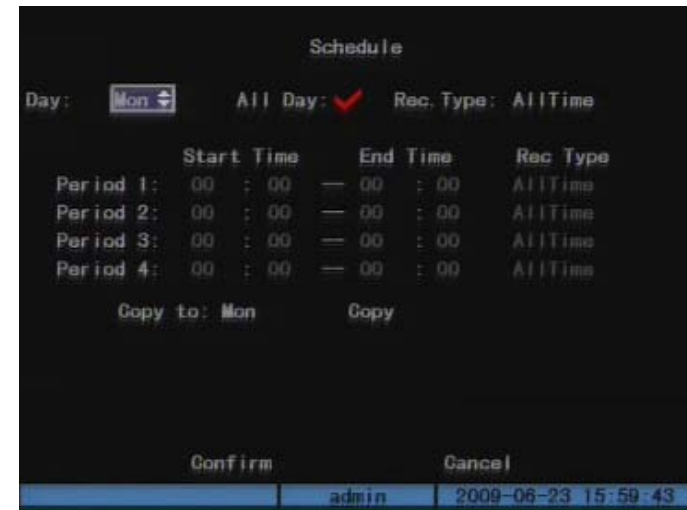 Schedule
Day: Mon All Day: Rec. Type: AllTime
Start Time End Time Rec Type
Period 1: 00 : 00 — 00 : 00 AllTime
Period 2: 00 : 00 — 00 : 00 AllTime
Period 3: 00 : 00 — 00 : 00 AllTime
Period 4: 00 : 00 — 00 : 00 AllTime
Copy to: Mon Copy
Confirm Cancel
admin 2009-06-23 15:59:43